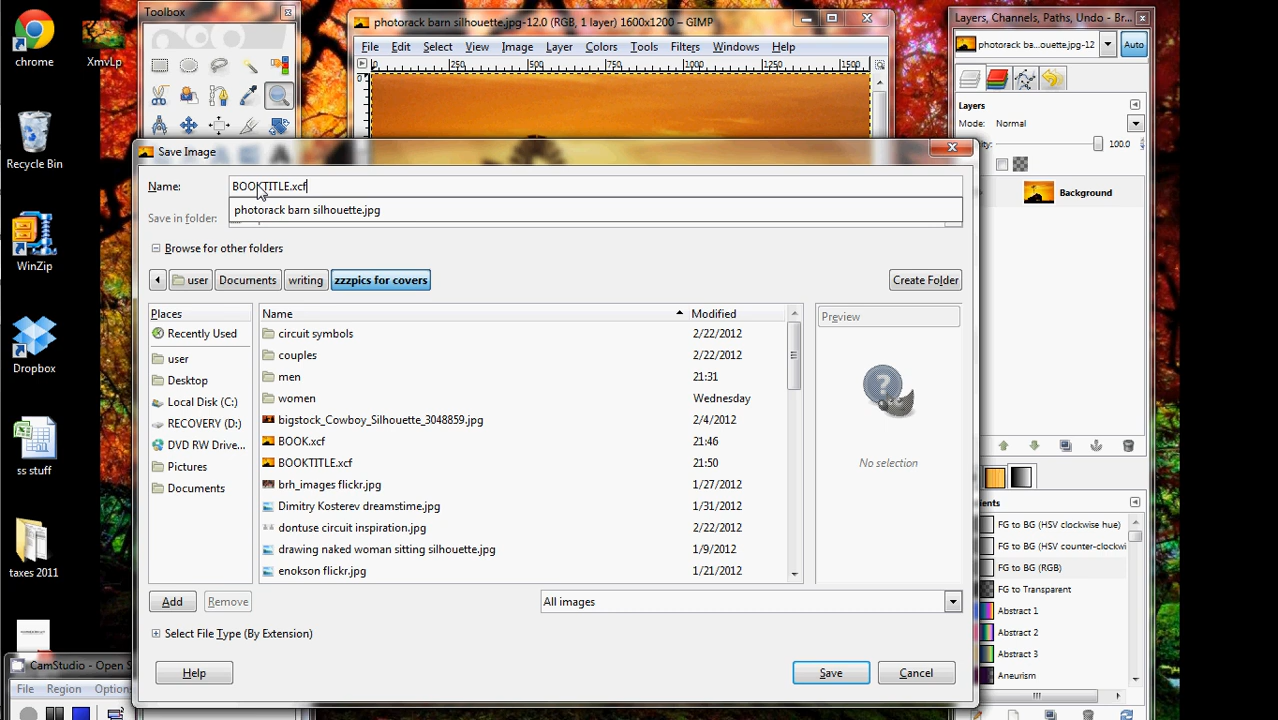 Toolbox
photorack barn silhouette.jpg-12.0 (RGB, 1 layer) 1600x1200 – GIMP
Layers, Channels, Paths, Undo - Br...
File Edit Select View Image Layer Colors Tools Filters Windows Help
photorack ba...ouette.jpg-12
Auto
0 250 500 750 1000 1250 1500
chrome
XmvLp
Layers
Mode: Normal
100.0
Background
Recycle Bin
WinZip
Dropbox
ss stuff
taxes 2011
Save Image
Name: BOOKTITLE.xcf
photorack barn silhouette.jpg
Save in folder:
Browse for other folders
user Documents writing zzzpics for covers
Create Folder
Places
Recently Used
user
Desktop
Local Disk (C:)
RECOVERY (D:)
DVD RW Drive...
Pictures
Documents
Name Modified
circuit symbols 2/22/2012
couples 2/22/2012
men 21:31
women Wednesday
bigstock_Cowboy_Silhouette_3048859.jpg 2/4/2012
BOOK.xcf 21:46
BOOKTITLE.xcf 21:50
brh_images flickr.jpg 1/27/2012
Dimitry Kosterev dreamstime.jpg 1/31/2012
dontuse circuit inspiration.jpg 2/22/2012
drawing naked woman sitting silhouette.jpg 1/9/2012
enokson flickr.jpg 1/21/2012
Preview
No selection
Add Remove
All images
Select File Type (By Extension)
Help Save Cancel
FG to BG (HSV clockwise hue)
FG to BG (HSV counter-clockwi
FG to BG (RGB)
FG to Transparent
Abstract 1
Abstract 2
Abstract 3
Aneurism
CamStudio - Open S
File Region Options